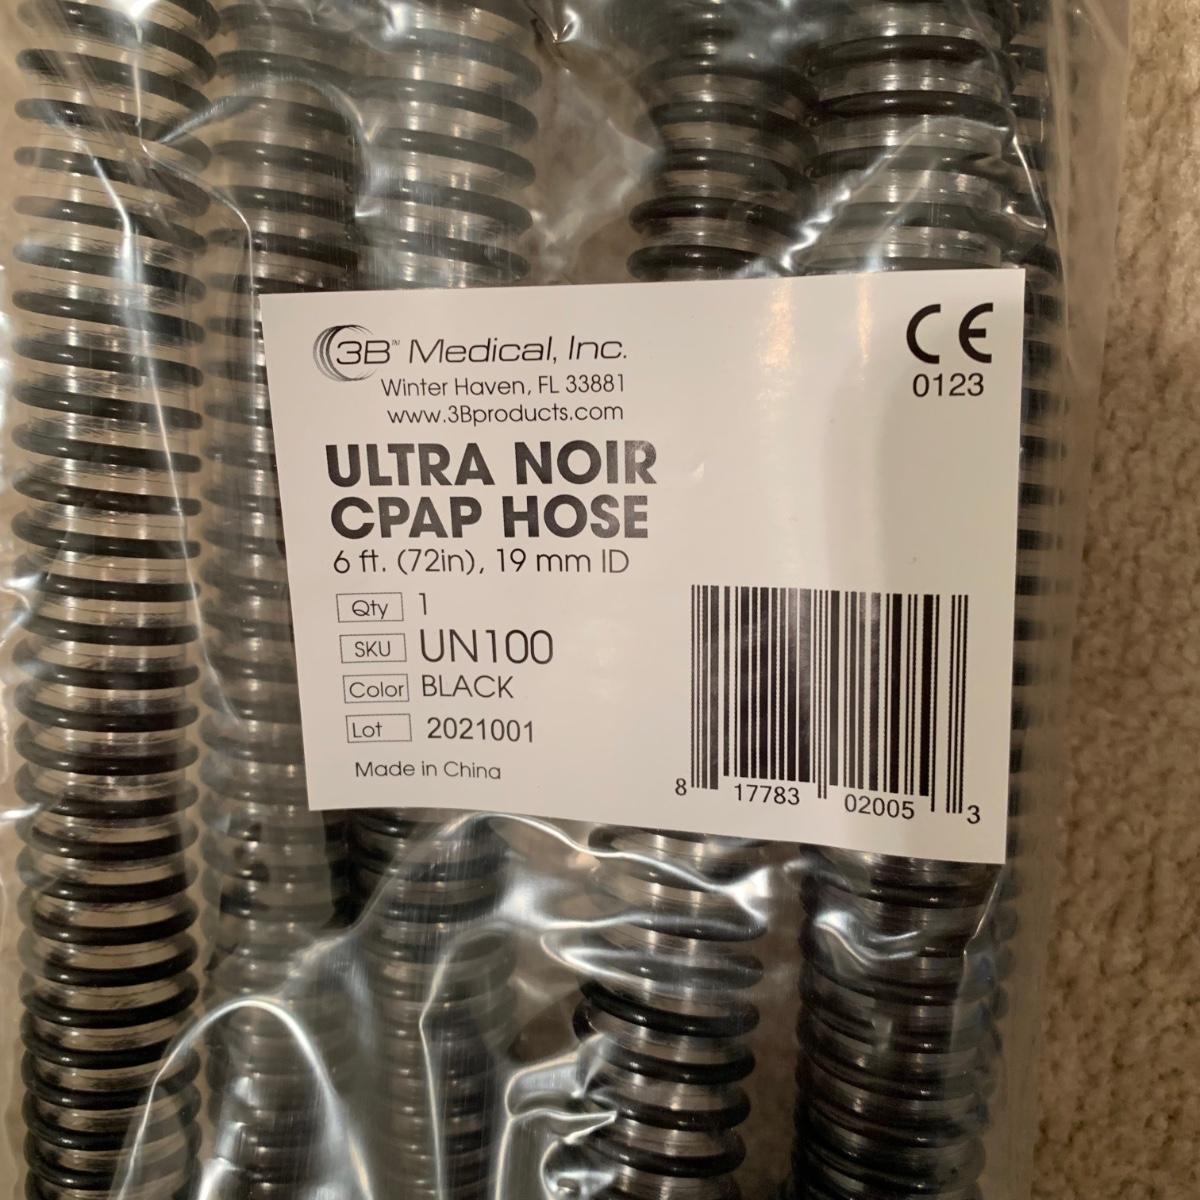 3B™ Medical, Inc.
Winter Haven, FL 33881
www.3Bproducts.com
CE
0123
ULTRA NOIR
CPAP HOSE
6 ft. (72in), 19 mm ID
Qty 1
SKU UN100
Color BLACK
Lot 2021001
Made in China
8 17783 02005 3